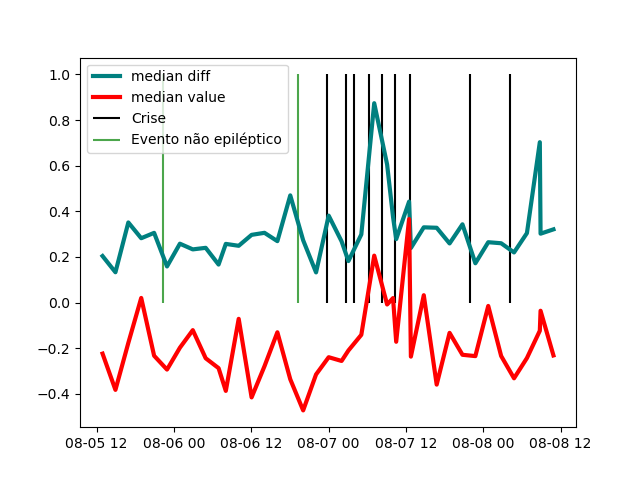 median diff
median value
Crise
Evento não epiléptico
1.0
0.8
0.6
0.4
0.2
0.0
−0.2
−0.4
08-05 12 08-06 00 08-06 12 08-07 00 08-07 12 08-08 00 08-08 12